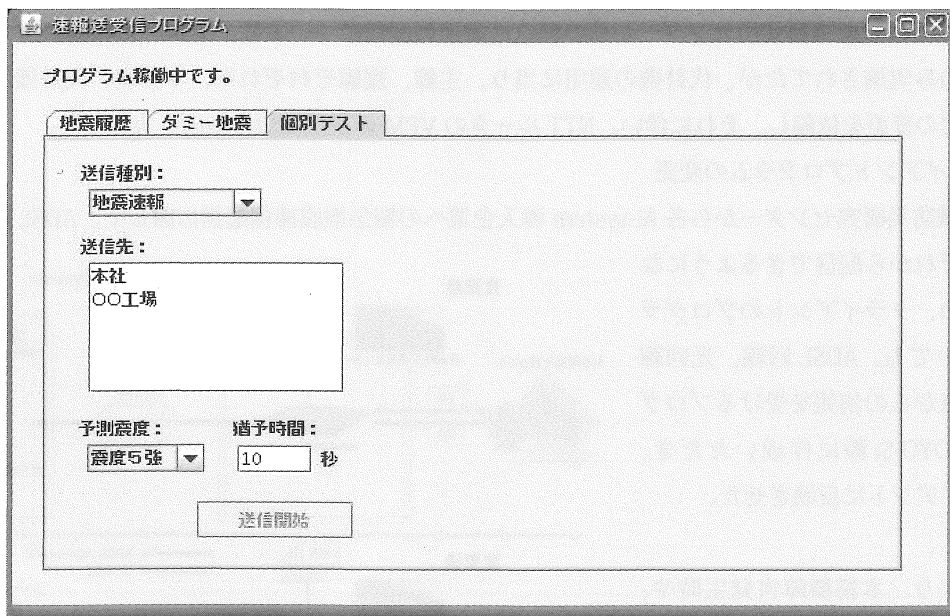 速報送受信プログラム
プログラム稼働中です。
地震履歴 ダミー地震 個別テスト
送信種別：
地震速報
送信先：
本社
〇〇工場
予測震度： 猶予時間：
震度5強 10 秒
送信開始